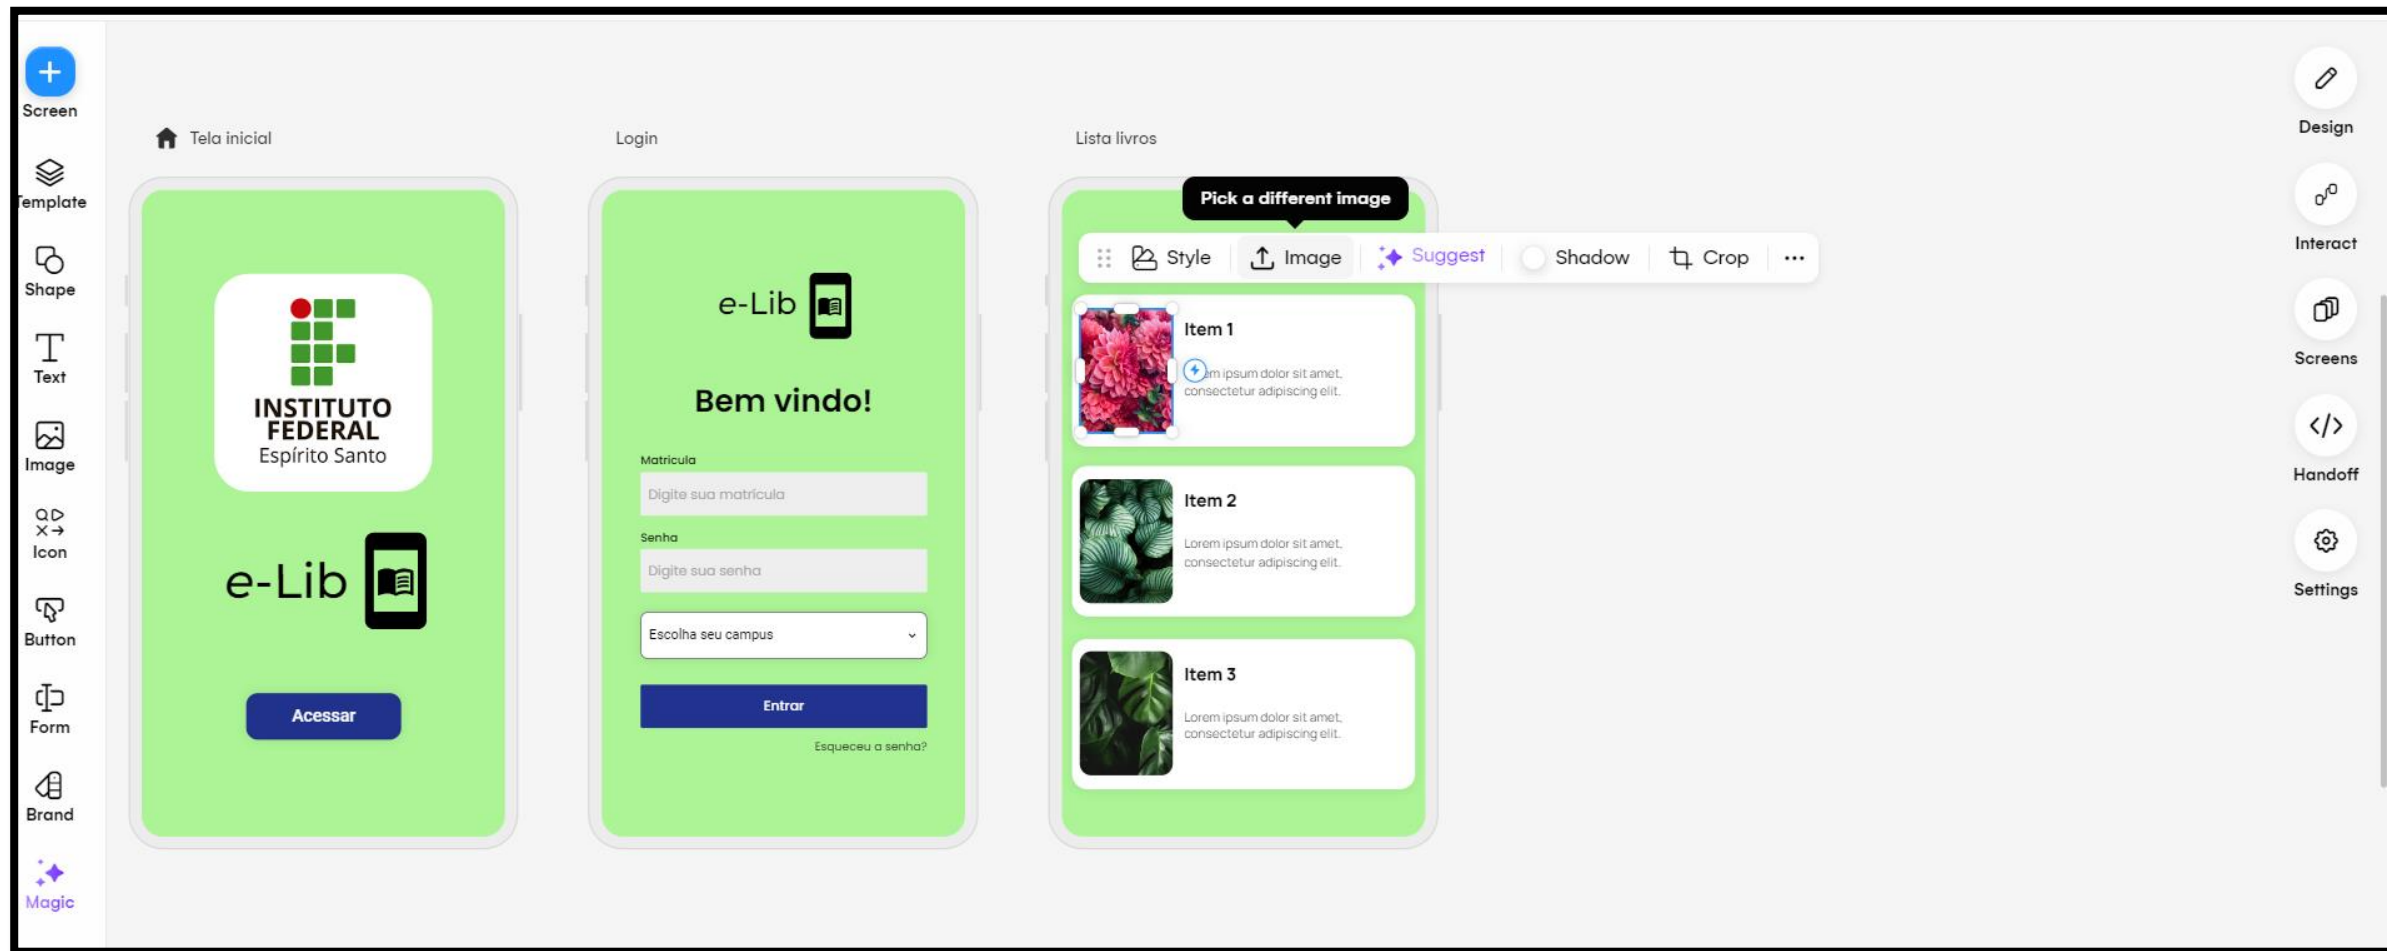 Screen
Template
Shape
Text
Image
Icon
Button
Form
Brand
Magic
Tela inicial
INSTITUTO
FEDERAL
Espírito Santo
e-Lib
Acessar
Login
e-Lib
Bem vindo!
Matricula
Digite sua matrícula
Senha
Digite sua senha
Escolha seu campus
Entrar
Esqueceu a senha?
Lista livros
Pick a different image
Style Image Suggest Shadow Crop
Item 1
em ipsum dolor sit amet,
consectetur adipiscing elit.
Item 2
Lorem ipsum dolor sit amet,
consectetur adipiscing elit.
Item 3
Lorem ipsum dolor sit amet,
consectetur adipiscing elit.
Design
Interact
Screens
Handoff
Settings